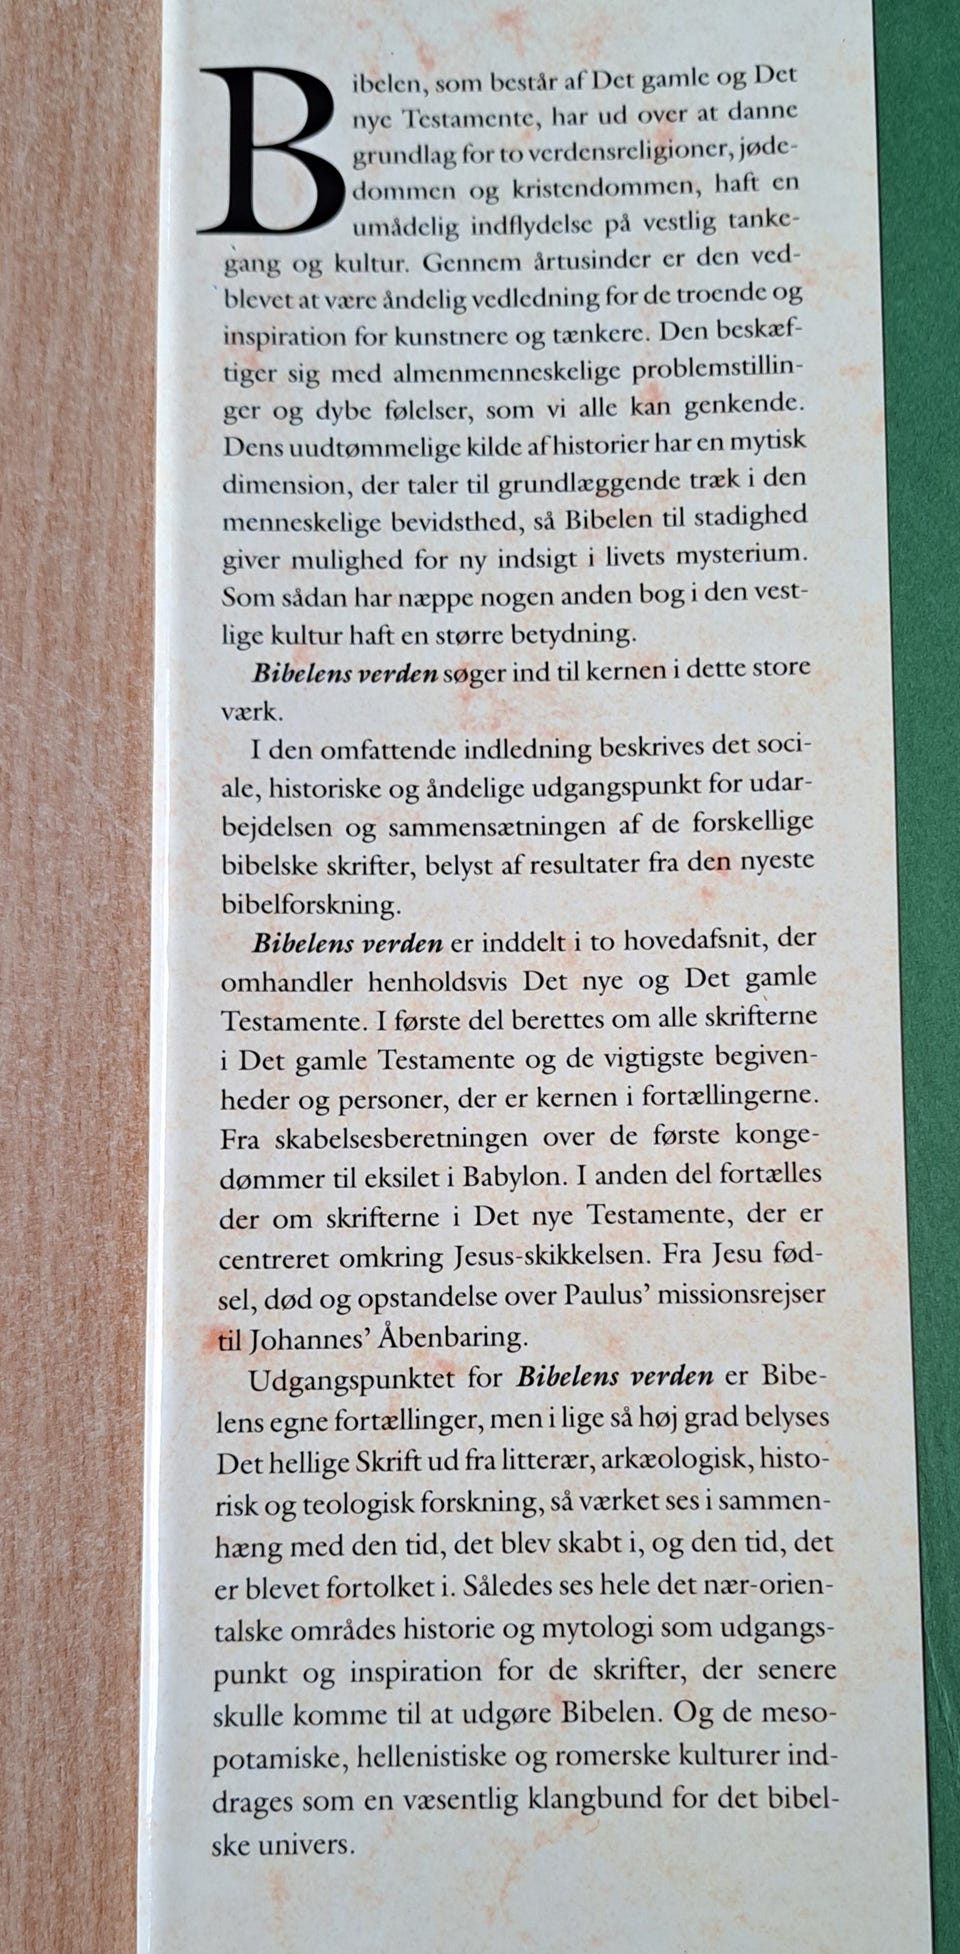 Bibelen, som består af Det gamle og Det
nye Testamente, har ud over at danne
grundlag for to verdensreligioner, jøde-
dommen og kristendommen, haft en
umådelig indflydelse på vestlig tanke-
gang og kultur. Gennem årtusinder er den ved-
blevet at være åndelig vedledning for de troende og
inspiration for kunstnere og tænkere. Den beskæf-
tiger sig med almenmenneskelige problemstillin-
ger og dybe følelser, som vi alle kan genkende.
Dens uudtømmelige kilde af historier har en mytisk
dimension, der taler til grundlæggende træk i den
menneskelige bevidsthed, så Bibelen til stadighed
giver mulighed for ny indsigt i livets mysterium.
Som sådan har næppe nogen anden bog i den vest-
lige kultur haft en større betydning.
Bibelens verden søger ind til kernen i dette store
værk.
I den omfattende indledning beskrives det soci-
ale, historiske og åndelige udgangspunkt for udar-
bejdelsen og sammensætningen af de forskellige
bibelske skrifter, belyst af resultater fra den nyeste
bibelforskning.
Bibelens verden er inddelt i to hovedafsnit, der
omhandler henholdsvis Det nye og Det gamle
Testamente. I første del berettes om alle skrifterne
i Det gamle Testamente og de vigtigste begiven-
heder og personer, der er kernen i fortællingerne.
Fra skabelsesberetningen over de første konge-
dømmer til eksilet i Babylon. I anden del fortælles
der om skrifterne i Det nye Testamente, der er
centreret omkring Jesus-skikkelsen. Fra Jesu fød-
sel, død og opstandelse over Paulus’ missionsrejser
til Johannes’ Åbenbaring.
Udgangspunktet for Bibelens verden er Bibe-
lens egne fortællinger, men i lige så høj grad belyses
Det hellige Skrift ud fra litterær, arkæologisk, histo-
risk og teologisk forskning, så værket ses i sammen-
hæng med den tid, det blev skabt i, og den tid, det
er blevet fortolket i. Således ses hele det nær-orien-
talske områdes historie og mytologi som udgangs-
punkt og inspiration for de skrifter, der senere
skulle komme til at udgøre Bibelen. Og de meso-
potamiske, hellenistiske og romerske kulturer ind-
drages som en væsentlig klangbund for det bibel-
ske univers.